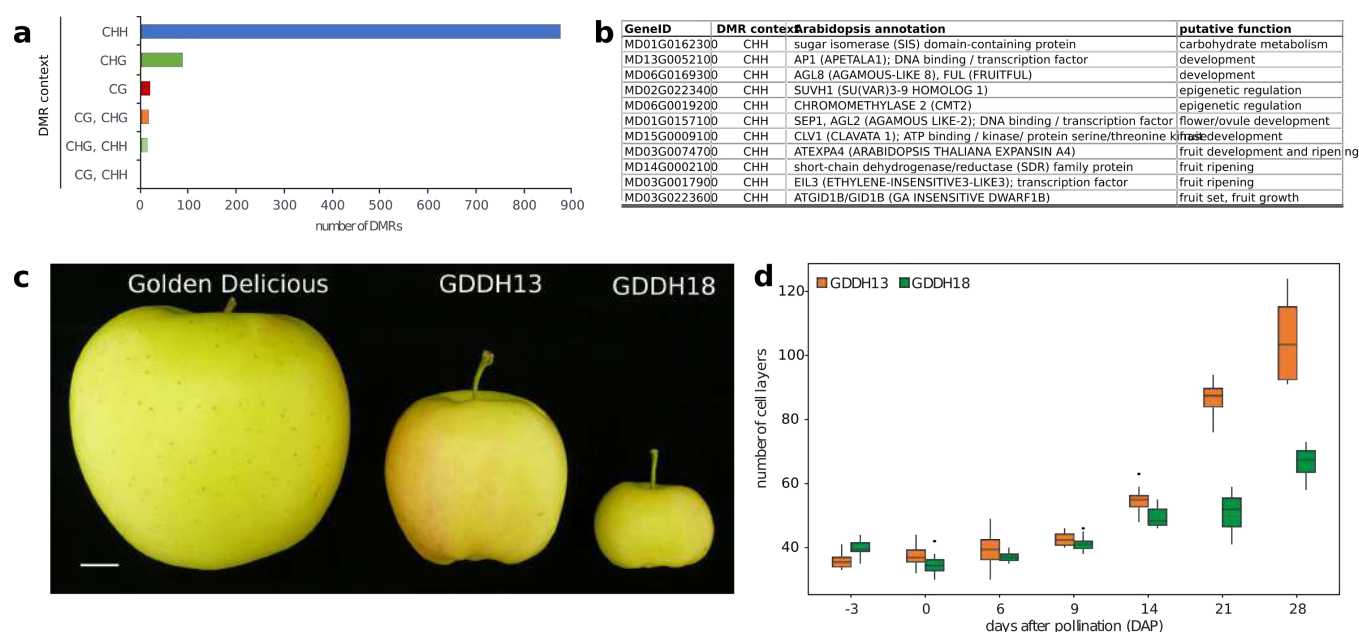 a
DMR context
CHH
CHG
CG
CG, CHG
CHG, CHH
CG, CHH
0 100 200 300 400 500 600 700 800 900
number of DMRs
b
GeneID DMR context Arabidopsis annotation putative function
MD01G0162300 CHH sugar isomerase (SIS) domain-containing protein carbohydrate metabolism
MD13G0052100 CHH AP1 (APETALA1); DNA binding / transcription factor development
MD06G0169300 CHH AGL8 (AGAMOUS-LIKE 8), FUL (FRUITFUL) development
MD02G0223400 CHH SUVH1 (SU(VAR)3-9 HOMOLOG 1) epigenetic regulation
MD06G0019200 CHH CHROMOMETHYLASE 2 (CMT2) epigenetic regulation
MD01G0157100 CHH SEP1, AGL2 (AGAMOUS LIKE-2); DNA binding / transcription factor flower/ovule development
MD15G0009100 CHH CLV1 (CLAVATA 1); ATP binding / kinase/ protein serine/threonine kinase fruit development
MD03G0074700 CHH ATEXPA4 (ARABIDOPSIS THALIANA EXPANSIN A4) fruit development and ripening
MD14G0002100 CHH short-chain dehydrogenase/reductase (SDR) family protein fruit ripening
MD03G0017900 CHH EIL3 (ETHYLENE-INSENSITIVE3-LIKE3); transcription factor fruit ripening
MD03G0223600 CHH ATGID1B/GID1B (GA INSENSITIVE DWARF1B) fruit set, fruit growth
c
Golden Delicious GDDH13 GDDH18
d
GDDH13 GDDH18
number of cell layers
120
100
80
60
40
-3 0 6 9 14 21 28
days after pollination (DAP)